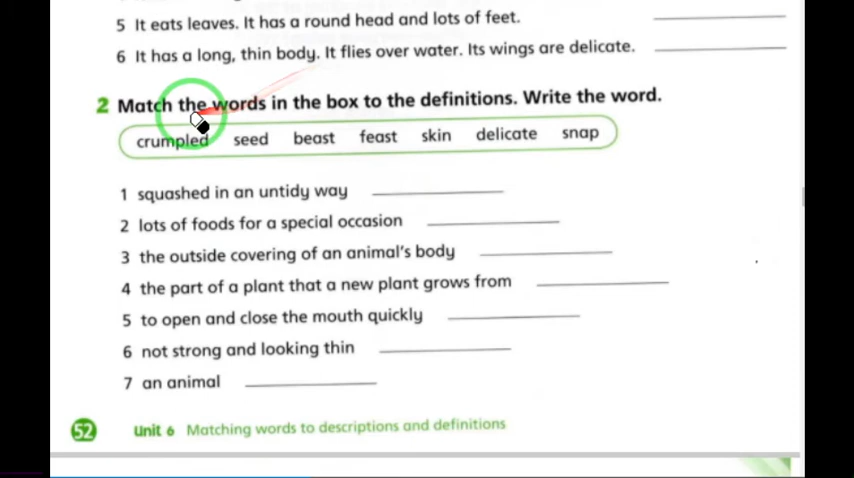 5 It eats leaves. It has a round head and lots of feet.
6 It has a long, thin body. It flies over water. Its wings are delicate.
2 Match the words in the box to the definitions. Write the word.
crumpled seed beast feast skin delicate snap
1 squashed in an untidy way
2 lots of foods for a special occasion
3 the outside covering of an animal's body
4 the part of a plant that a new plant grows from
5 to open and close the mouth quickly
6 not strong and looking thin
7 an animal
52 Unit 6 Matching words to descriptions and definitions